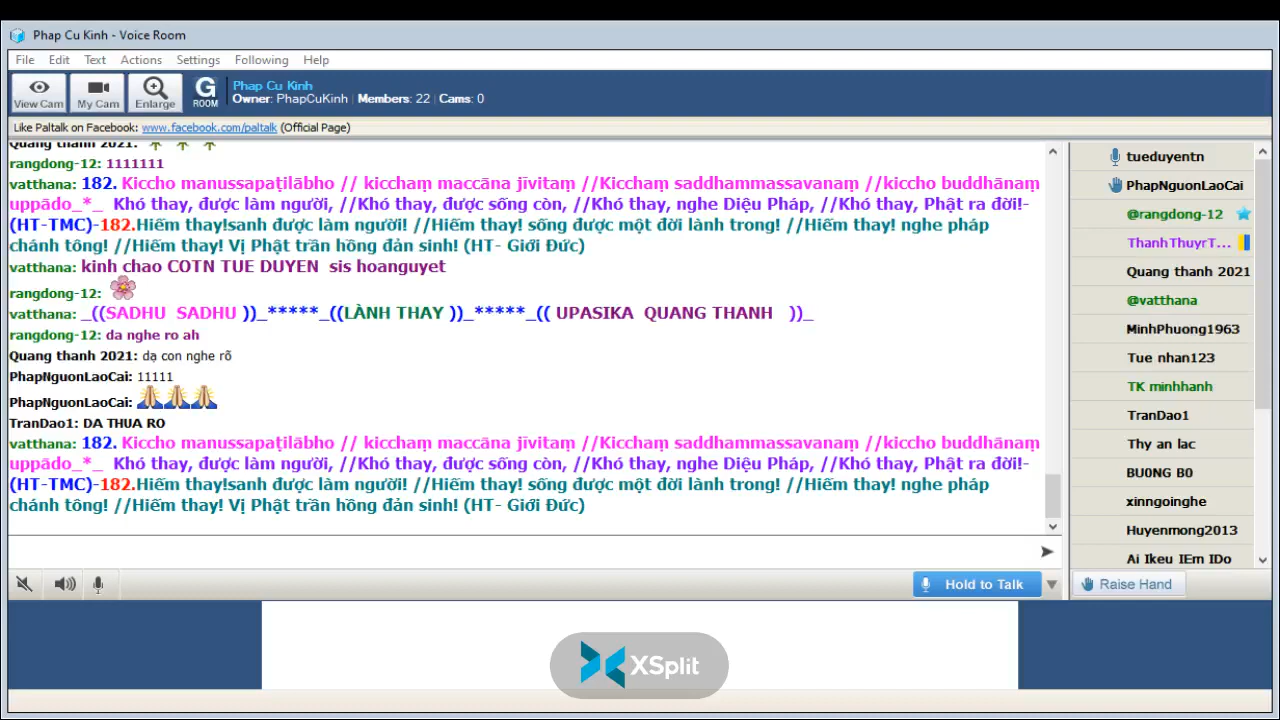 Phap Cu Kinh - Voice Room
File Edit Text Actions Settings Following Help
View Cam My Cam Enlarge G ROOM
Phap Cu Kinh
Owner: PhapCuKinh | Members: 22 | Cams: 0
Like Paltalk on Facebook: www.facebook.com/paltalk (Official Page)
Quang thanh 2021:
rangdong-12: 1111111
vatthana: 182. Kiccho manussapaṭilābho // kicchaṃ maccāna jīvitaṃ //Kicchaṃ saddhammassavanaṃ //kiccho buddhānaṃ
uppādo_*_ Khó thay, được làm người, //Khó thay, được sống còn, //Khó thay, nghe Diệu Pháp, //Khó thay, Phật ra đời!-
(HT-TMC)-182.Hiếm thay!sanh được làm người! //Hiếm thay! sống được một đời lành trong! //Hiếm thay! nghe pháp
chánh tông! //Hiếm thay! Vị Phật trần hồng đản sinh! (HT- Giới Đức)
vatthana: kinh chao COTN TUE DUYEN sis hoanguyet
rangdong-12:
vatthana: _((SADHU SADHU ))_*****_((LÀNH THAY ))_*****_(( UPASIKA QUANG THANH ))_
rangdong-12: da nghe ro ah
Quang thanh 2021: dạ con nghe rõ
PhapNguonLaoCai: 11111
PhapNguonLaoCai:
TranDao1: DA THUA RO
vatthana: 182. Kiccho manussapaṭilābho // kicchaṃ maccāna jīvitaṃ //Kicchaṃ saddhammassavanaṃ //kiccho buddhānaṃ
uppādo_*_ Khó thay, được làm người, //Khó thay, được sống còn, //Khó thay, nghe Diệu Pháp, //Khó thay, Phật ra đời!-
(HT-TMC)-182.Hiếm thay!sanh được làm người! //Hiếm thay! sống được một đời lành trong! //Hiếm thay! nghe pháp
chánh tông! //Hiếm thay! Vị Phật trần hồng đản sinh! (HT- Giới Đức)
Hold to Talk
tueduyentn
PhapNguonLaoCai
@rangdong-12
ThanhThuyrT...
Quang thanh 2021
@vatthana
MinhPhuong1963
Tue nhan123
TK minhhanh
TranDao1
Thy an lac
BU0NG B0
xinngoinghe
Huyenmong2013
Ai Ikeu IEm IDo
Raise Hand
XSplit